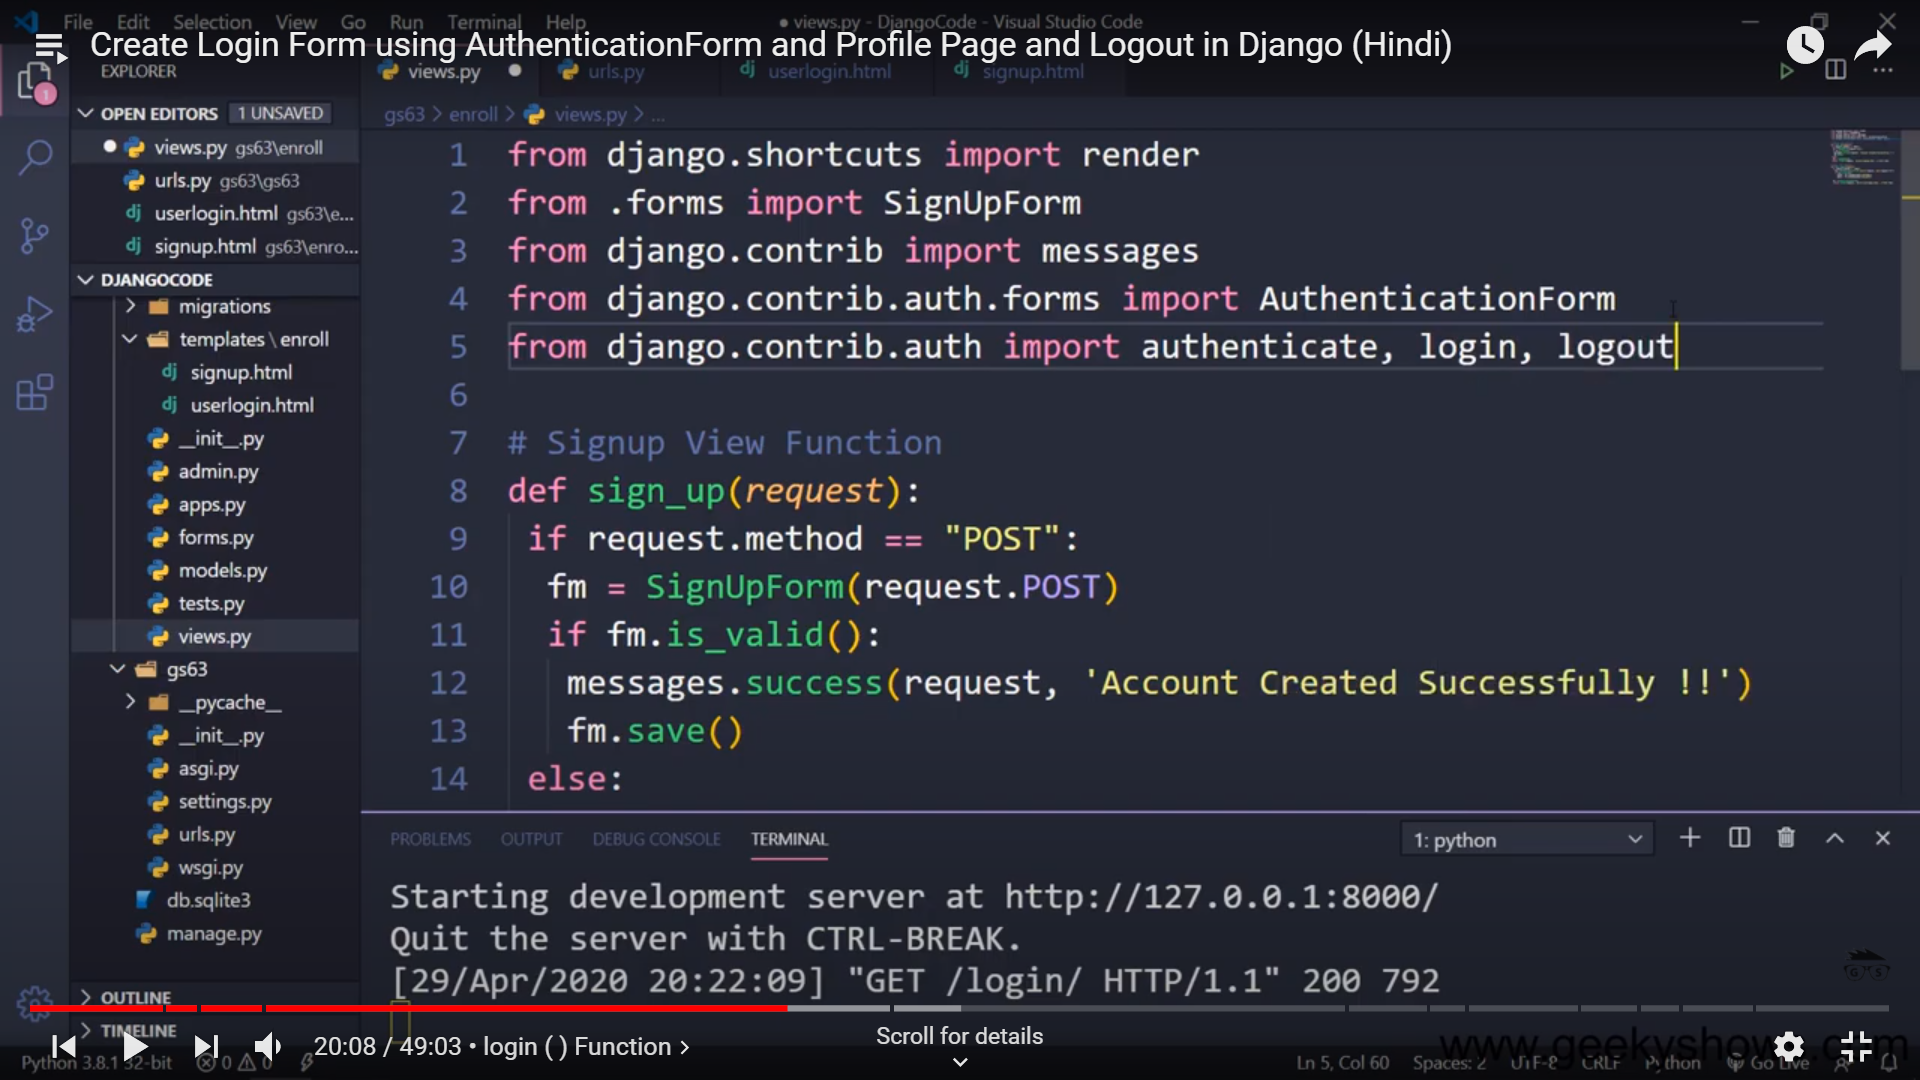 File Edit Selection View Go Run Terminal Help
● views.py - DjangoCode - Visual Studio Code
Create Login Form using AuthenticationForm and Profile Page and Logout in Django (Hindi)
EXPLORER
views.py
urls.py
userlogin.html
signup.html
1
OPEN EDITORS 1 UNSAVED
views.py gs63\enroll
urls.py gs63\gs63
userlogin.html gs63\e...
signup.html gs63\enro...
DJANGOCODE
migrations
templates \ enroll
signup.html
userlogin.html
__init__.py
admin.py
apps.py
forms.py
models.py
tests.py
views.py
gs63
__pycache__
__init__.py
asgi.py
settings.py
urls.py
wsgi.py
db.sqlite3
manage.py
OUTLINE
TIMELINE
gs63 > enroll > views.py > ...
1 from django.shortcuts import render
2 from .forms import SignUpForm
3 from django.contrib import messages
4 from django.contrib.auth.forms import AuthenticationForm
5 from django.contrib.auth import authenticate, login, logout
6
7 # Signup View Function
8 def sign_up(request):
9 if request.method == "POST":
10 fm = SignUpForm(request.POST)
11 if fm.is_valid():
12 messages.success(request, 'Account Created Successfully !!')
13 fm.save()
14 else:
PROBLEMS OUTPUT DEBUG CONSOLE TERMINAL
1: python
Starting development server at http://127.0.0.1:8000/
Quit the server with CTRL-BREAK.
[29/Apr/2020 20:22:09] "GET /login/ HTTP/1.1" 200 792
20:08 / 49:03 • login ( ) Function >
Scroll for details
Python 3.8.1 32-bit 0 0
Ln 5, Col 60 Spaces: 2 UTF-8 CRLF Python Go Live